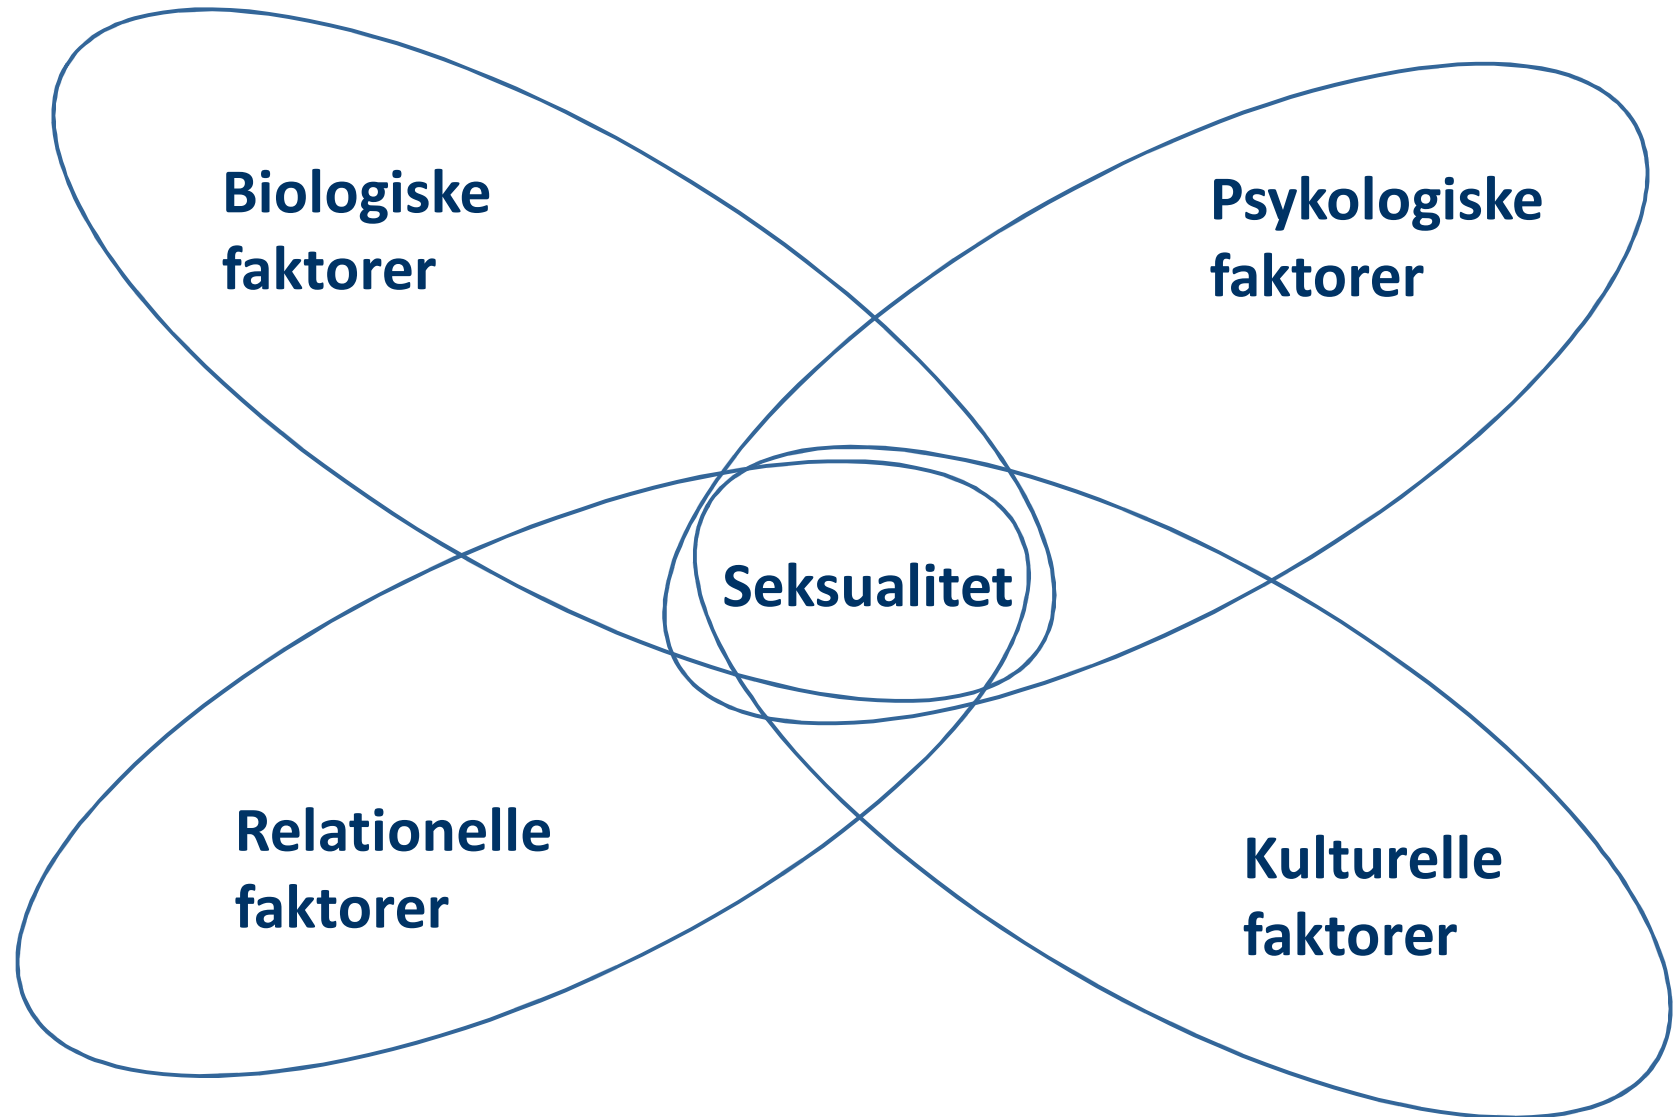 Biologiske
faktorer
Psykologiske
faktorer
Seksualitet
Relationelle
faktorer
Kulturelle
faktorer